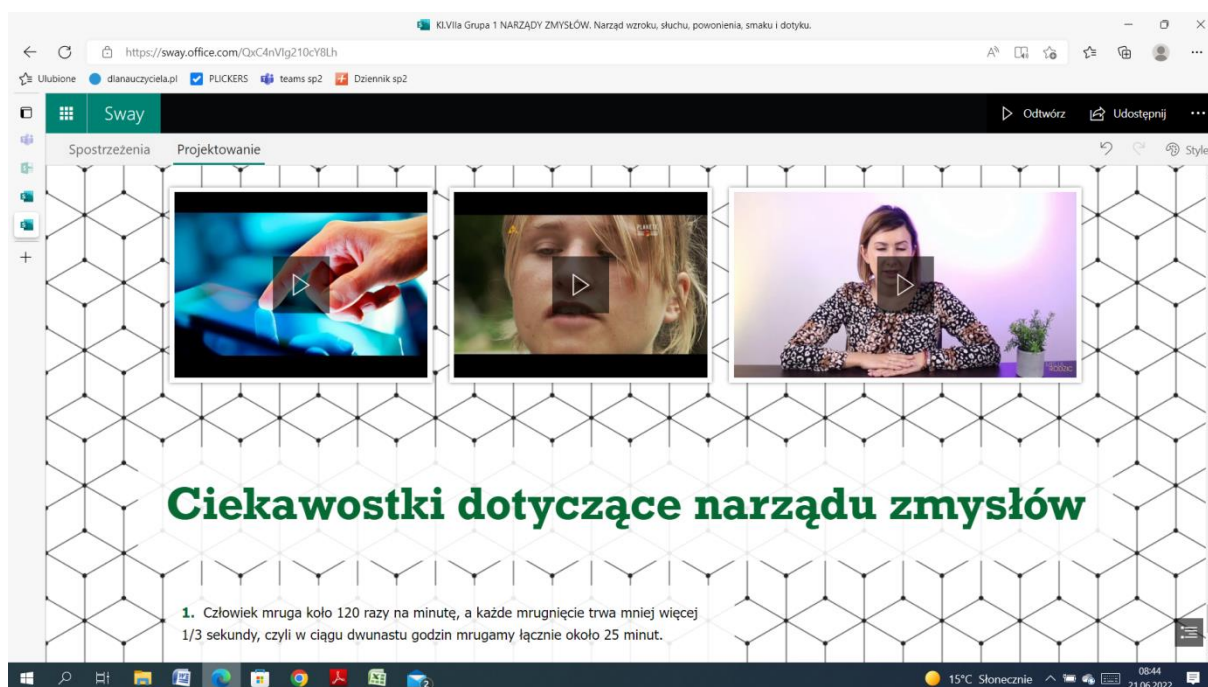 Kl.VIIa Grupa 1 NARZĄDY ZMYSŁÓW. Narząd wzroku, słuchu, powonienia, smaku i dotyku.
https://sway.office.com/QxC4nVIg210cY8Lh
Ulubione dlanauczyciela.pl PLICKERS teams sp2 Dziennik sp2
Sway Odtwórz Udostępnij
Spostrzeżenia Projektowanie Style
Ciekawostki dotyczące narządu zmysłów
1. Człowiek mruga koło 120 razy na minutę, a każde mrugnięcie trwa mniej więcej
1/3 sekundy, czyli w ciągu dwunastu godzin mrugamy łącznie około 25 minut.
15°C Słonecznie 08:44
21.06.2022